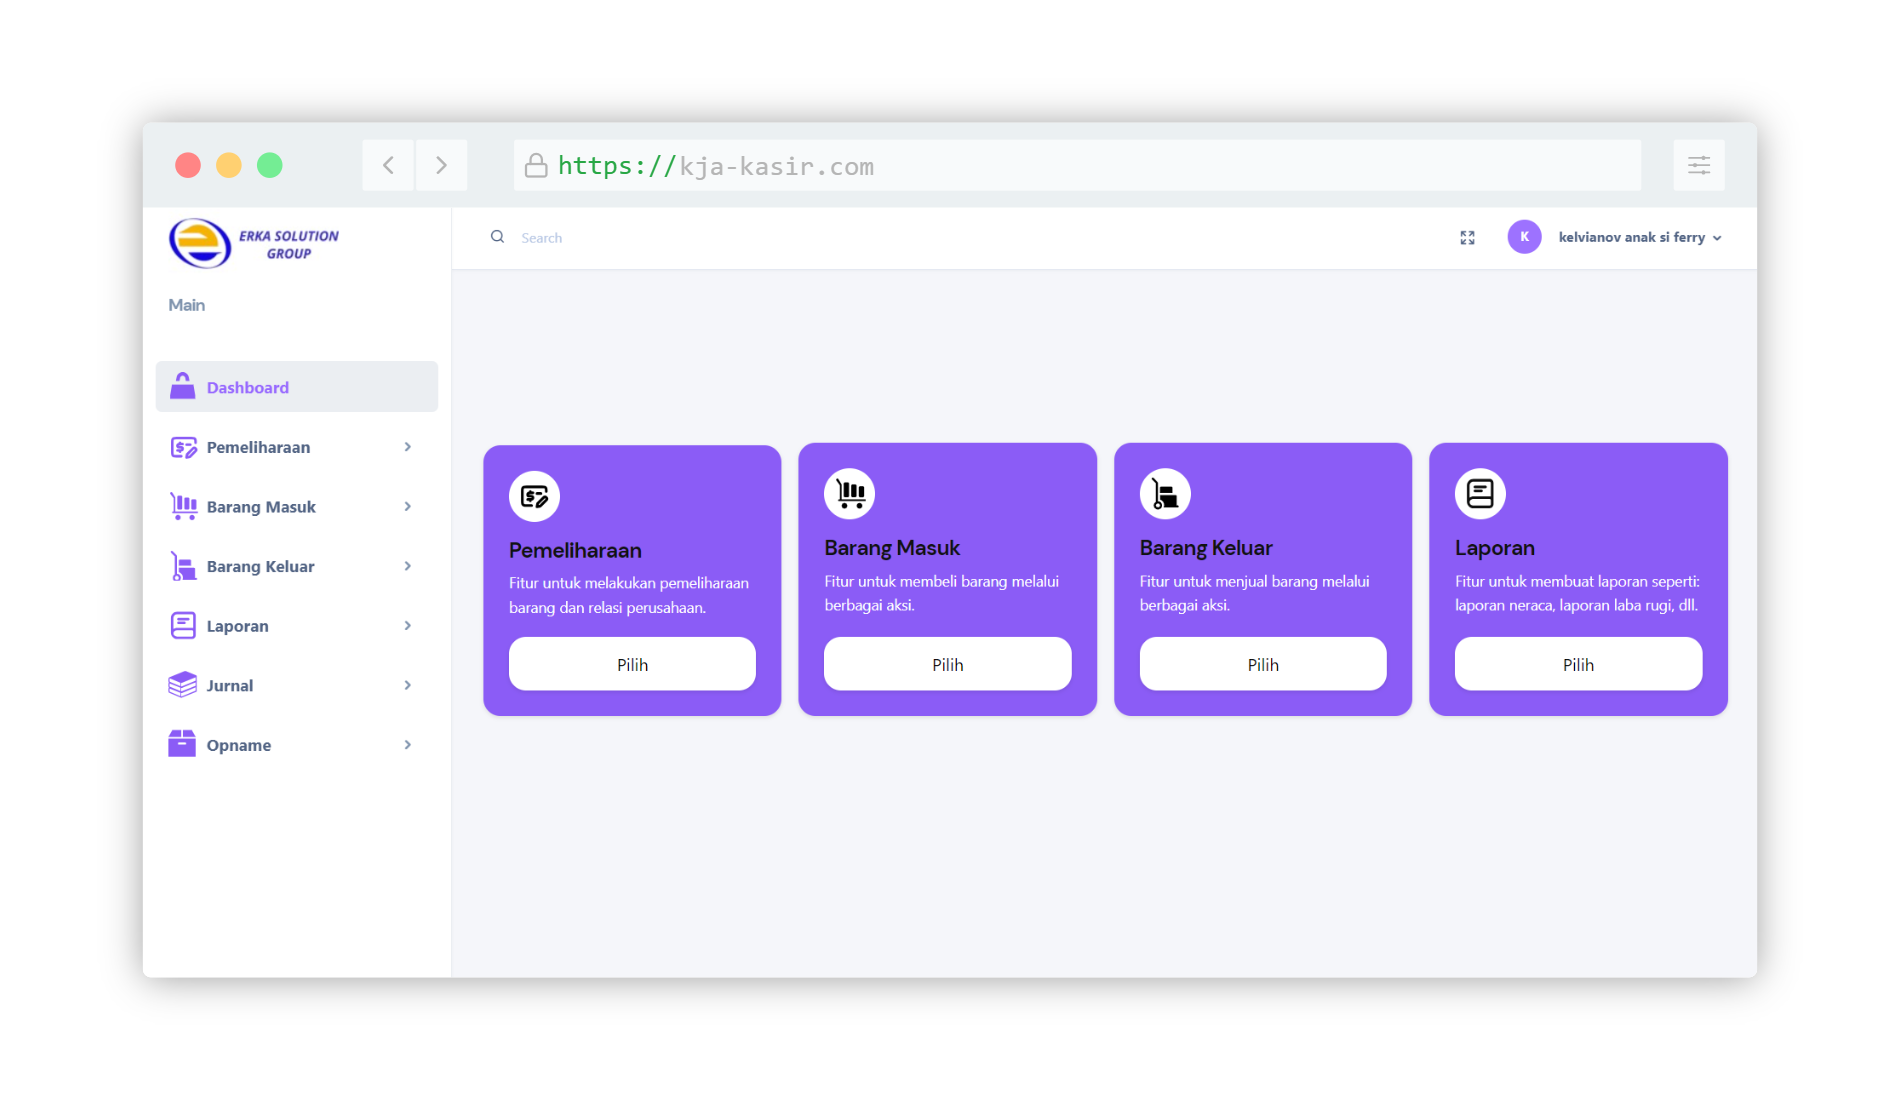 https://kja-kasir.com
ERKA SOLUTION
GROUP
Search
K
kelvianov anak si ferry
Main
Dashboard
Pemeliharaan
Barang Masuk
Barang Keluar
Laporan
Jurnal
Opname
Pemeliharaan
Fitur untuk melakukan pemeliharaan
barang dan relasi perusahaan.
Pilih
Barang Masuk
Fitur untuk membeli barang melalui
berbagai aksi.
Pilih
Barang Keluar
Fitur untuk menjual barang melalui
berbagai aksi.
Pilih
Laporan
Fitur untuk membuat laporan seperti:
laporan neraca, laporan laba rugi, dll.
Pilih